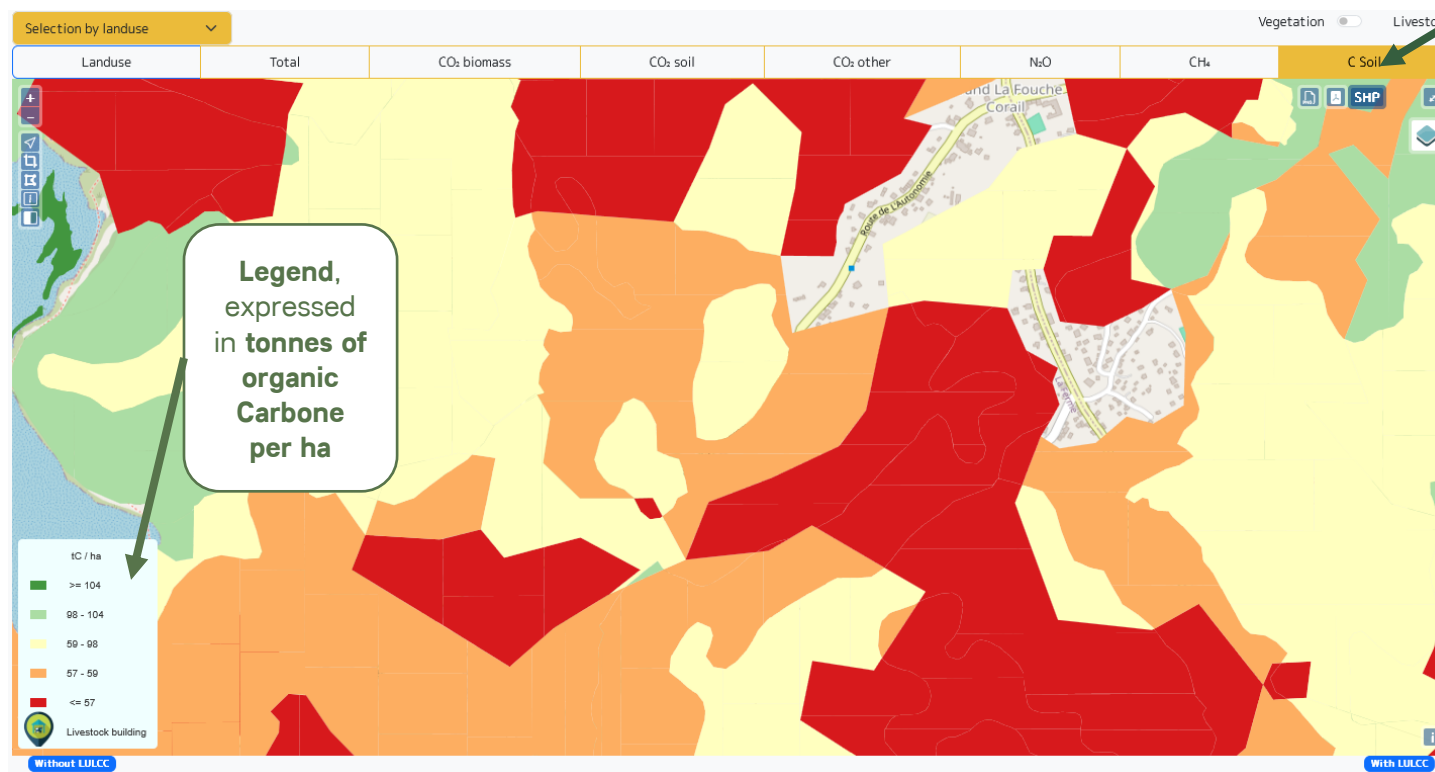 Selection by landuse
Vegetation
Landuse
Total
CO₂ biomass
CO₂ soil
CO₂ other
N₂O
CH₄
C Soil
SHP
and La Fouche
Corail
Route de L'Autonomie
La Ferme
Legend,
expressed
in tonnes of
organic
Carbone
per ha
tC / ha
>= 104
98 - 104
59 - 98
57 - 59
<= 57
Livestock building
Without LULCC
With LULCC